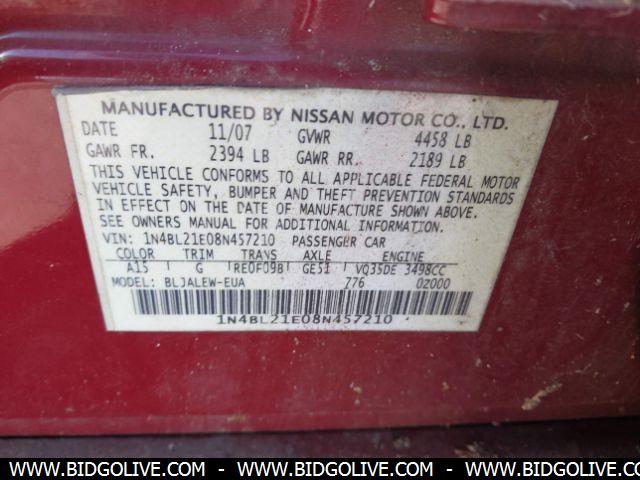 MANUFACTURED BY NISSAN MOTOR CO., LTD.
DATE 11/07 GVWR 4458 LB
GAWR FR. 2394 LB GAWR RR. 2189 LB
THIS VEHICLE CONFORMS TO ALL APPLICABLE FEDERAL MOTOR
VEHICLE SAFETY, BUMPER AND THEFT PREVENTION STANDARDS
IN EFFECT ON THE DATE OF MANUFACTURE SHOWN ABOVE.
SEE OWNERS MANUAL FOR ADDITIONAL INFORMATION.
VIN: 1N4BL21E08N457210 PASSENGER CAR
COLOR TRIM TRANS AXLE ENGINE
A15 G RE0F09B GE51 VQ35DE 3498CC
MODEL: BLJALEW-EUA 776 0Z000
1N4BL21E08N457210
WWW.BIDGOLIVE.COM - WWW.BIDGOLIVE.COM - WWW.BIDGOLIVE.COM